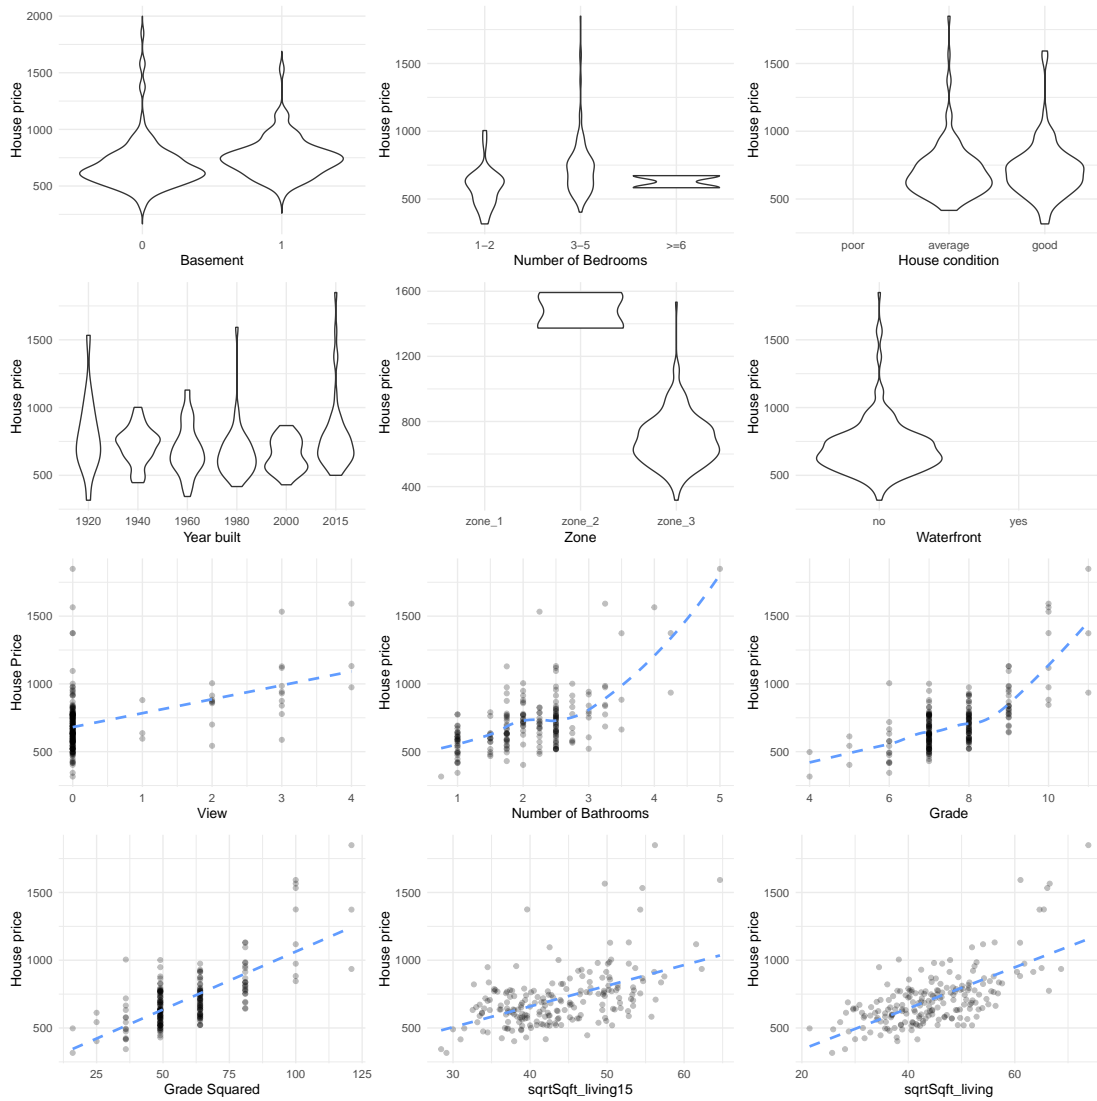 2000
1500
1000
500
House price
0 1
Basement
1500
1000
500
House price
1−2 3−5 >=6
Number of Bedrooms
1500
1000
500
House price
poor average good
House condition
1500
1000
500
House price
1920 1940 1960 1980 2000 2015
Year built
1600
1200
800
400
House price
zone_1 zone_2 zone_3
Zone
1500
1000
500
House price
no yes
Waterfront
1500
1000
500
House Price
0 1 2 3 4
View
1500
1000
500
House Price
1 2 3 4 5
Number of Bathrooms
1500
1000
500
House Price
4 6 8 10
Grade
1500
1000
500
House price
25 50 75 100 125
Grade Squared
1500
1000
500
House price
30 40 50 60
sqrtSqft_living15
1500
1000
500
House price
20 40 60
sqrtSqft_living